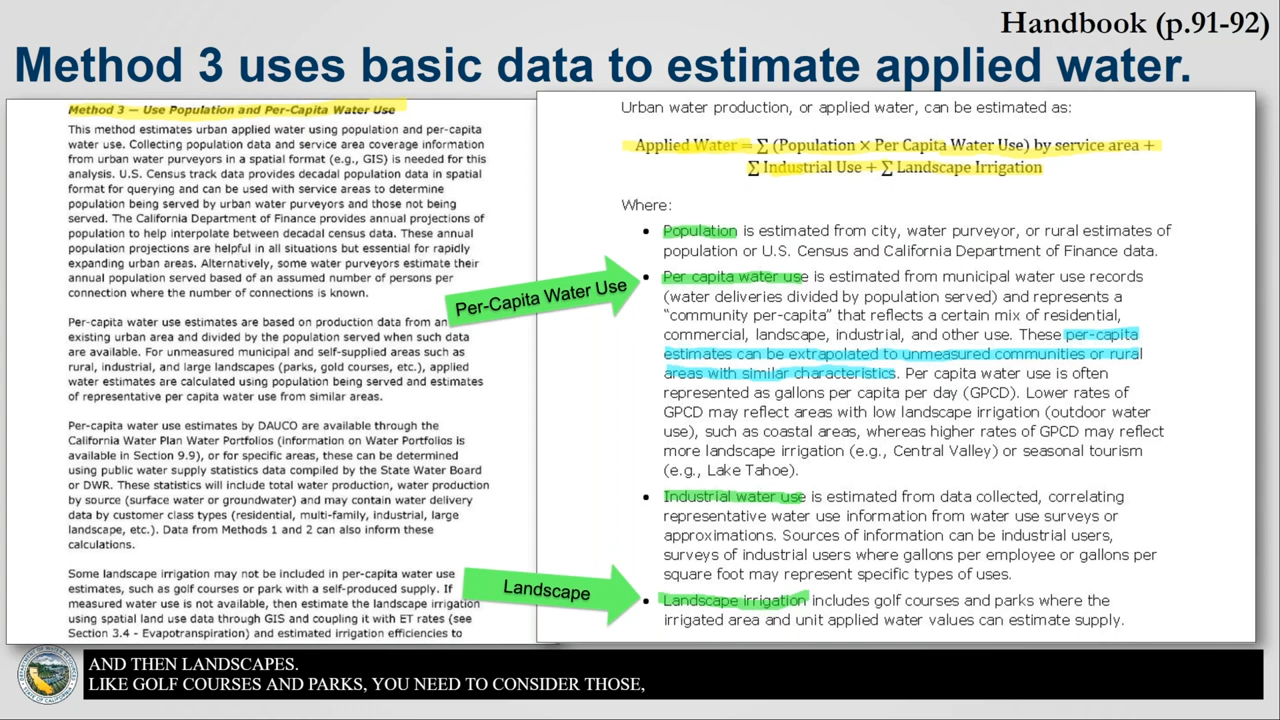 Handbook (p.91-92)
Method 3 uses basic data to estimate applied water.
Method 3 — Use Population and Per-Capita Water Use
This method estimates urban applied water using population and per-capita
water use. Collecting population data and service area coverage information
from urban water purveyors in a spatial format (e.g., GIS) is needed for this
analysis. U.S. Census track data provides decadal population data in spatial
format for querying and can be used with service areas to determine
population being served by urban water purveyors and those not being
served. The California Department of Finance provides annual projections of
population to help interpolate between decadal census data. These annual
population projections are helpful in all situations but essential for rapidly
expanding urban areas. Alternatively, some water purveyors estimate their
annual population served based of an assumed number of persons per
connection where the number of connections is known.
Per-capita water use estimates are based on production data from an
existing urban area and divided by the population served when such data
are available. For unmeasured municipal and self-supplied areas such as
rural, industrial, and large landscapes (parks, gold courses, etc.), applied
water estimates are calculated using population being served and estimates
of representative per capita water use from similar areas.
Per-capita water use estimates by DAUCO are available through the
California Water Plan Water Portfolios (information on Water Portfolios is
available in Section 9.9), or for specific areas, these can be determined
using public water supply statistics data compiled by the State Water Board
or DWR. These statistics will include total water production, water production
by source (surface water or groundwater) and may contain water delivery
data by customer class types (residential, multi-family, industrial, large
landscape, etc.). Data from Methods 1 and 2 can also inform these
calculations.
Some landscape irrigation may not be included in per-capita water use
estimates, such as golf courses or park with a self-produced supply. If
measured water use is not available, then estimate the landscape irrigation
using spatial land use data through GIS and coupling it with ET rates (see
Section 3.4 - Evapotranspiration) and estimated irrigation efficiencies to
Per-Capita Water Use
Landscape
Urban water production, or applied water, can be estimated as:
Applied Water = ∑ (Population × Per Capita Water Use) by service area +
∑ Industrial Use + ∑ Landscape Irrigation
Where:
• Population is estimated from city, water purveyor, or rural estimates of
population or U.S. Census and California Department of Finance data.
• Per capita water use is estimated from municipal water use records
(water deliveries divided by population served) and represents a
“community per-capita” that reflects a certain mix of residential,
commercial, landscape, industrial, and other use. These per-capita
estimates can be extrapolated to unmeasured communities or rural
areas with similar characteristics. Per capita water use is often
represented as gallons per capita per day (GPCD). Lower rates of
GPCD may reflect areas with low landscape irrigation (outdoor water
use), such as coastal areas, whereas higher rates of GPCD may reflect
more landscape irrigation (e.g., Central Valley) or seasonal tourism
(e.g., Lake Tahoe).
• Industrial water use is estimated from data collected, correlating
representative water use information from water use surveys or
approximations. Sources of information can be industrial users,
surveys of industrial users where gallons per employee or gallons per
square foot may represent specific types of uses.
• Landscape irrigation includes golf courses and parks where the
irrigated area and unit applied water values can estimate supply.
AND THEN LANDSCAPES.
LIKE GOLF COURSES AND PARKS, YOU NEED TO CONSIDER THOSE,